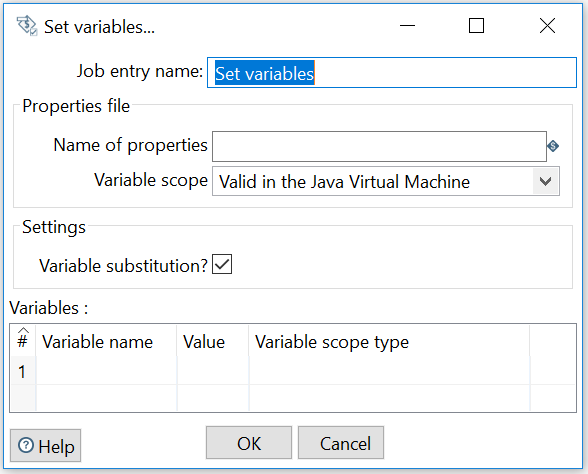 Set variables...
Job entry name: Set variables
Properties file
Name of properties
Variable scope Valid in the Java Virtual Machine
Settings
Variable substitution?
Variables :
# Variable name Value Variable scope type
1
Help OK Cancel